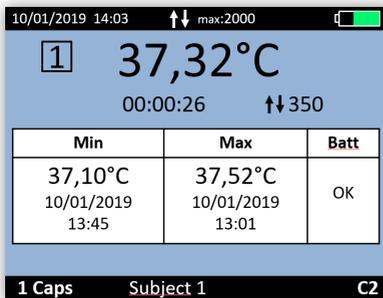 10/01/2019 14:03 ↑↓ max:2000
1 37,32°C
00:00:26 ↑↓350
Min Max Batt
37,10°C 37,52°C OK
10/01/2019 10/01/2019
13:45 13:01
1 Caps Subject 1 C2